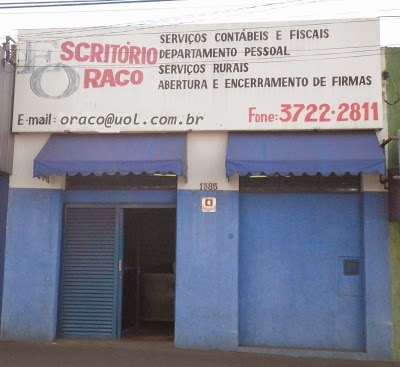 ESCRITÓRIO
ORACO
SERVIÇOS CONTÁBEIS E FISCAIS
DEPARTAMENTO PESSOAL
SERVIÇOS RURAIS
ABERTURA E ENCERRAMENTO DE FIRMAS
E-mail: oraco@uol.com.br
Fone: 3722-2811
1885